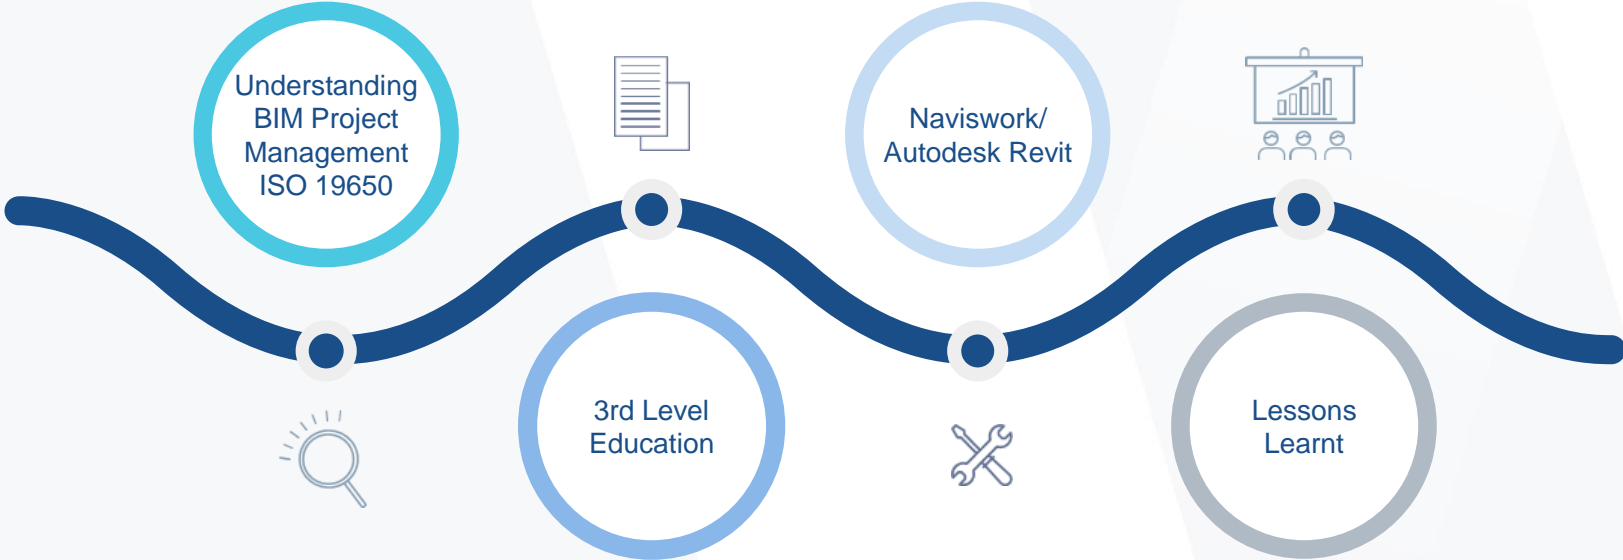 Understanding
BIM Project
Management
ISO 19650
3rd Level
Education
Naviswork/
Autodesk Revit
Lessons
Learnt